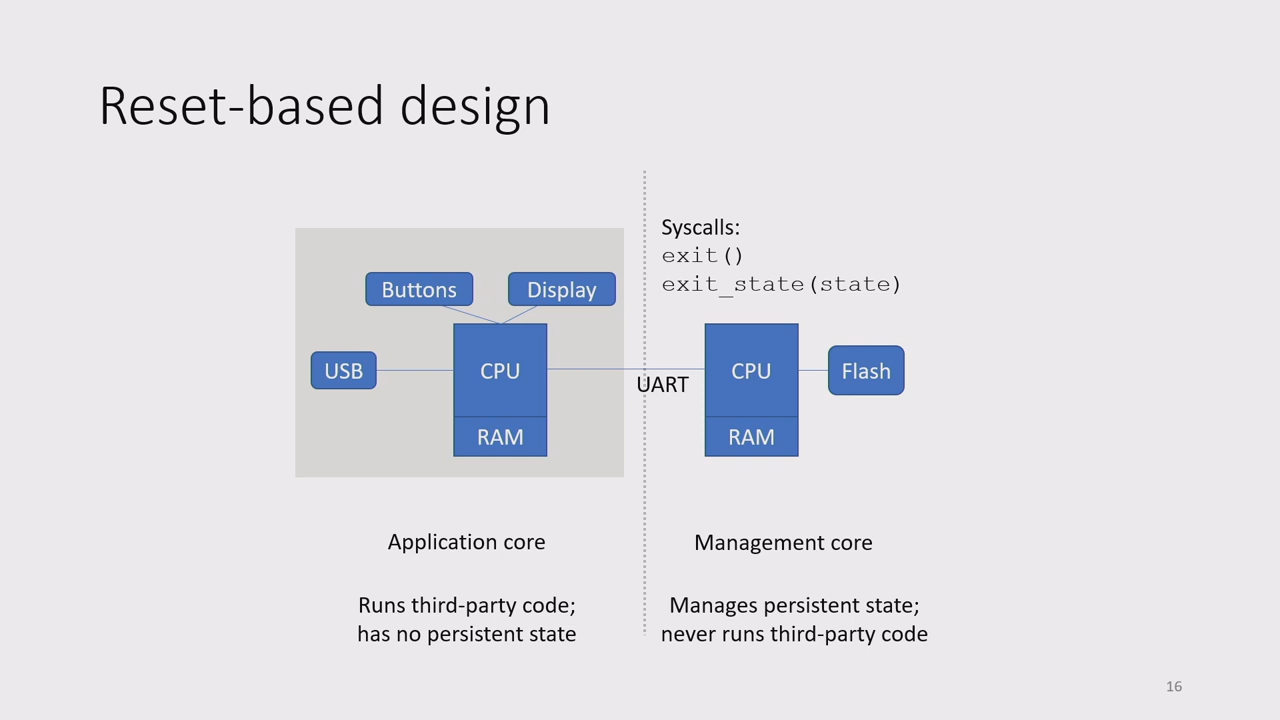 Reset-based design
Syscalls:
exit()
exit_state(state)
Buttons
Display
USB
CPU
UART
CPU
Flash
RAM
RAM
Application core
Management core
Runs third-party code;
has no persistent state
Manages persistent state;
never runs third-party code
16